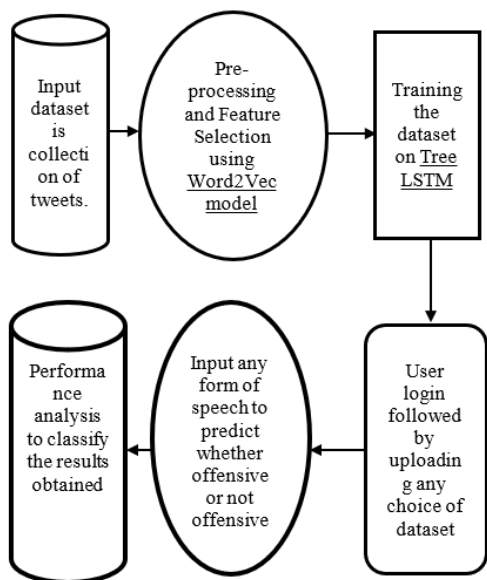 Input
dataset
is
collecti
on of
tweets.
Pre-
processing
and Feature
Selection
using
Word2Vec
model
Training
the
dataset
on Tree
LSTM
User
login
followed
by
uploadin
g any
choice of
dataset
Input any
form of
speech to
predict
whether
offensive
or not
offensive
Performa
nce
analysis
to classify
the results
obtained